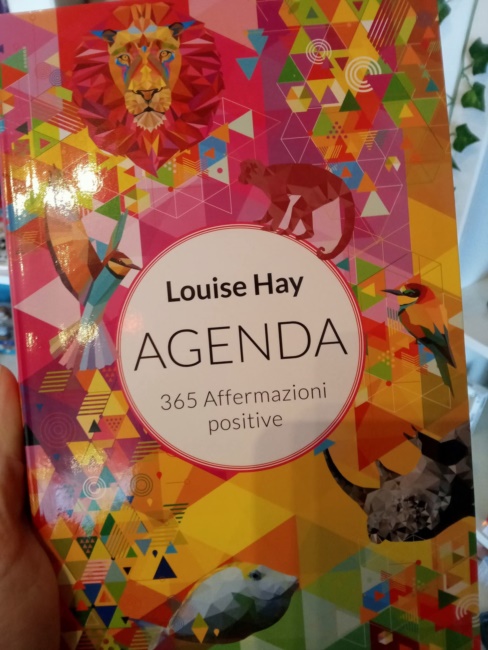 Louise Hay
AGENDA
365 Affermazioni
positive